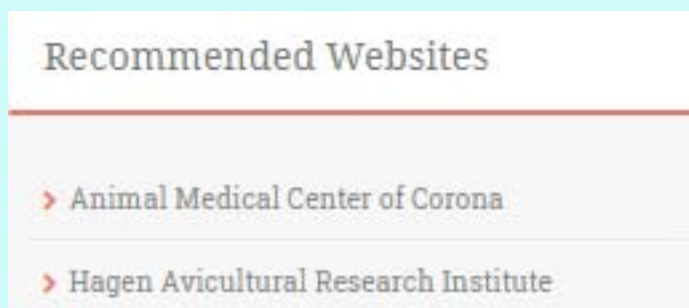 Recommended Websites
Animal Medical Center of Corona
Hagen Avicultural Research Institute